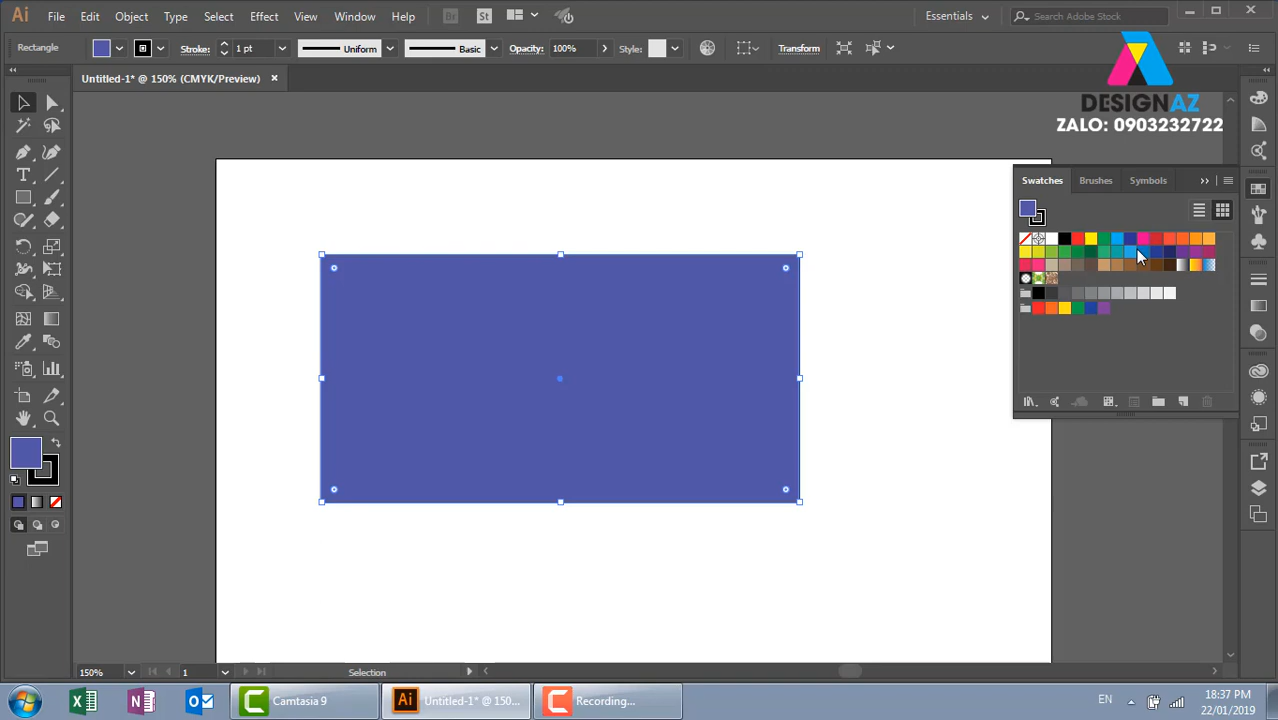 Ai File Edit Object Type Select Effect View Window Help Br St Essentials Search Adobe Stock
Rectangle Stroke: 1 pt Uniform Basic Opacity: 100% Style: Transform
Untitled-1* @ 150% (CMYK/Preview)
DESIGNAZ
ZALO: 0903232722
Swatches Brushes Symbols
150% 1 Selection
Camtasia 9 Ai Untitled-1* @ 150... Recording... EN 18:37 PM
22/01/2019